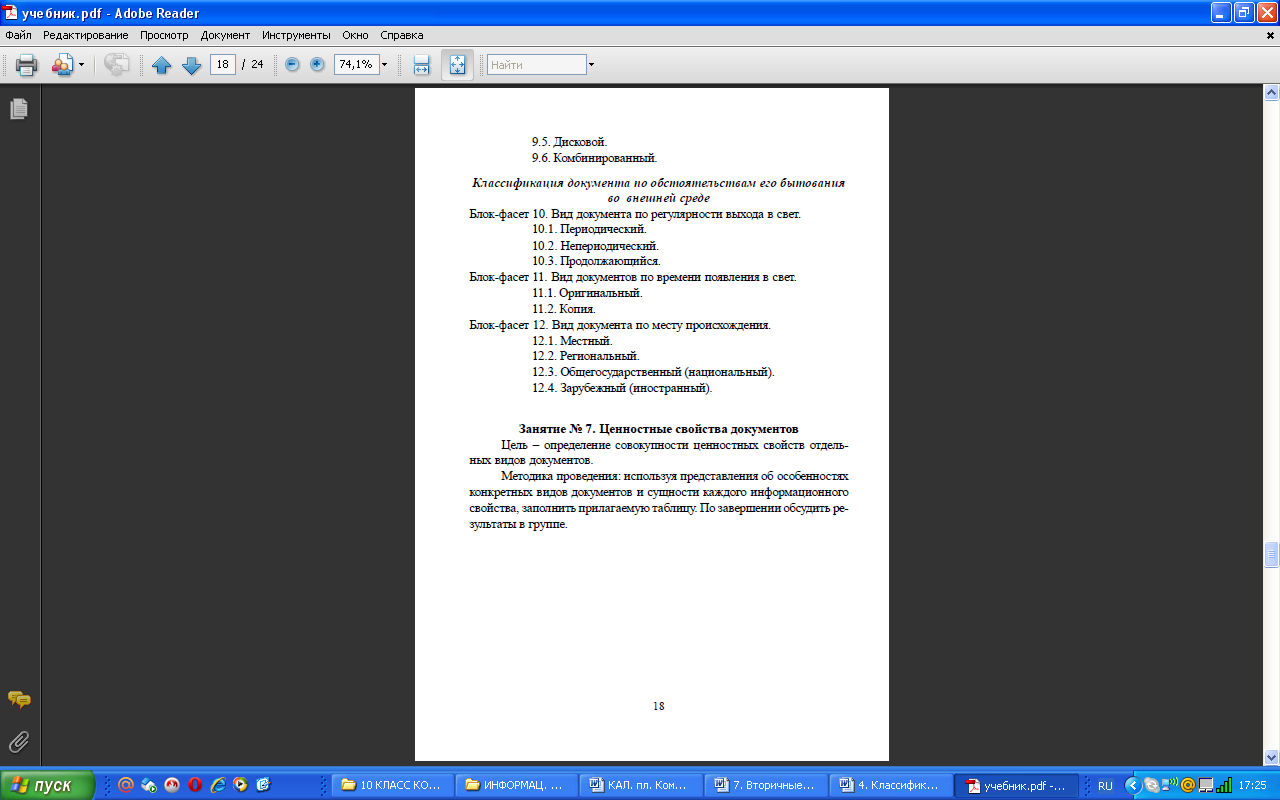 учебник.pdf - Adobe Reader
Файл Редактирование Просмотр Документ Инструменты Окно Справка
18 / 24 74,1% Найти
9.5. Дисковой.
9.6. Комбинированный.
Классификация документа по обстоятельствам его бытования
во внешней среде
Блок-фасет 10. Вид документа по регулярности выхода в свет.
10.1. Периодический.
10.2. Непериодический.
10.3. Продолжающийся.
Блок-фасет 11. Вид документов по времени появления в свет.
11.1. Оригинальный.
11.2. Копия.
Блок-фасет 12. Вид документа по месту происхождения.
12.1. Местный.
12.2. Региональный.
12.3. Общегосударственный (национальный).
12.4. Зарубежный (иностранный).
Занятие № 7. Ценностные свойства документов
Цель – определение совокупности ценностных свойств отдель-
ных видов документов.
Методика проведения: используя представления об особенностях
конкретных видов документов и сущности каждого информационного
свойства, заполнить прилагаемую таблицу. По завершении обсудить ре-
зультаты в группе.
18
пуск 10 КЛАСС КО... ИНФОРМАЦ. ... КАЛ. пл. Ком... 7. Вторичные... 4. Классифик... учебник.pdf -... RU 17:25